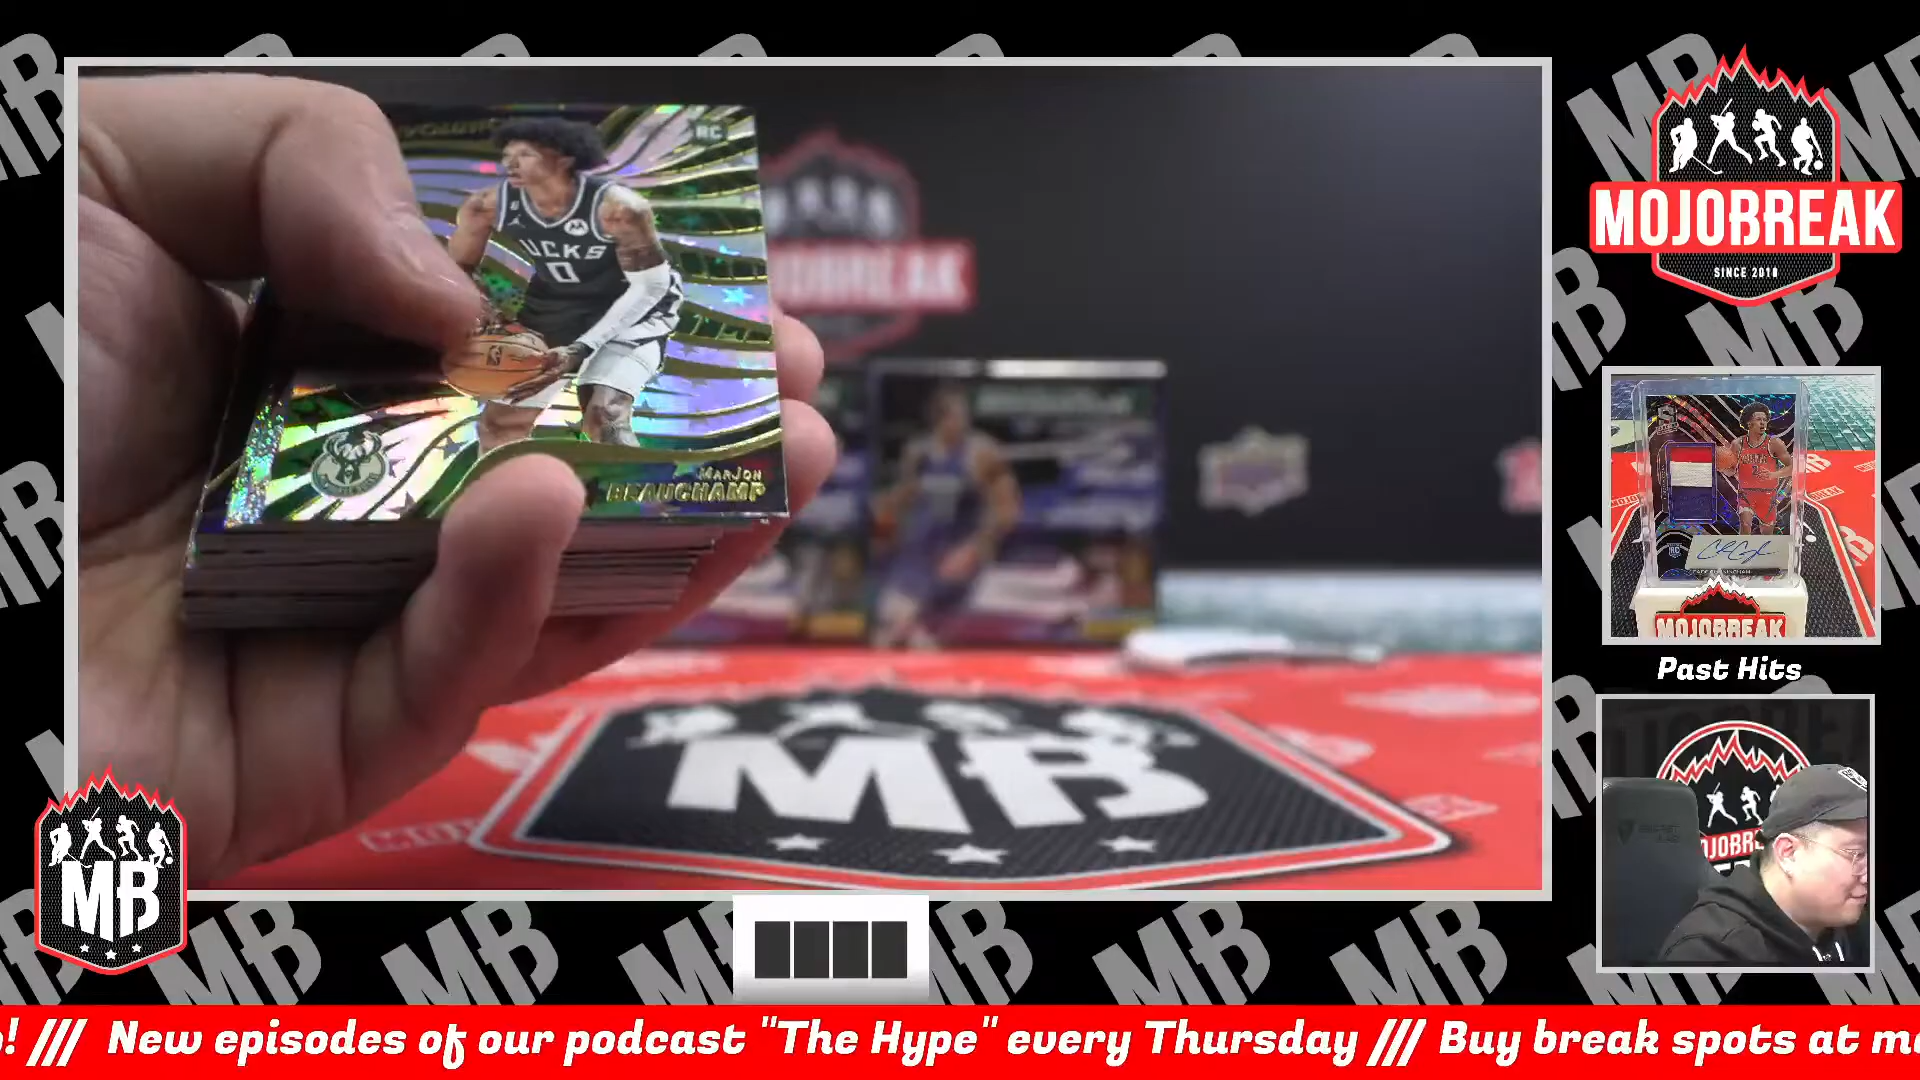 RC
UCKS
0
MARJON
BEAUCHAMP
MB
MB
MOJOBREAK
SINCE 2018
MOJOBREAK
Past Hits
! /// New episodes of our podcast "The Hype" every Thursday /// Buy break spots at m